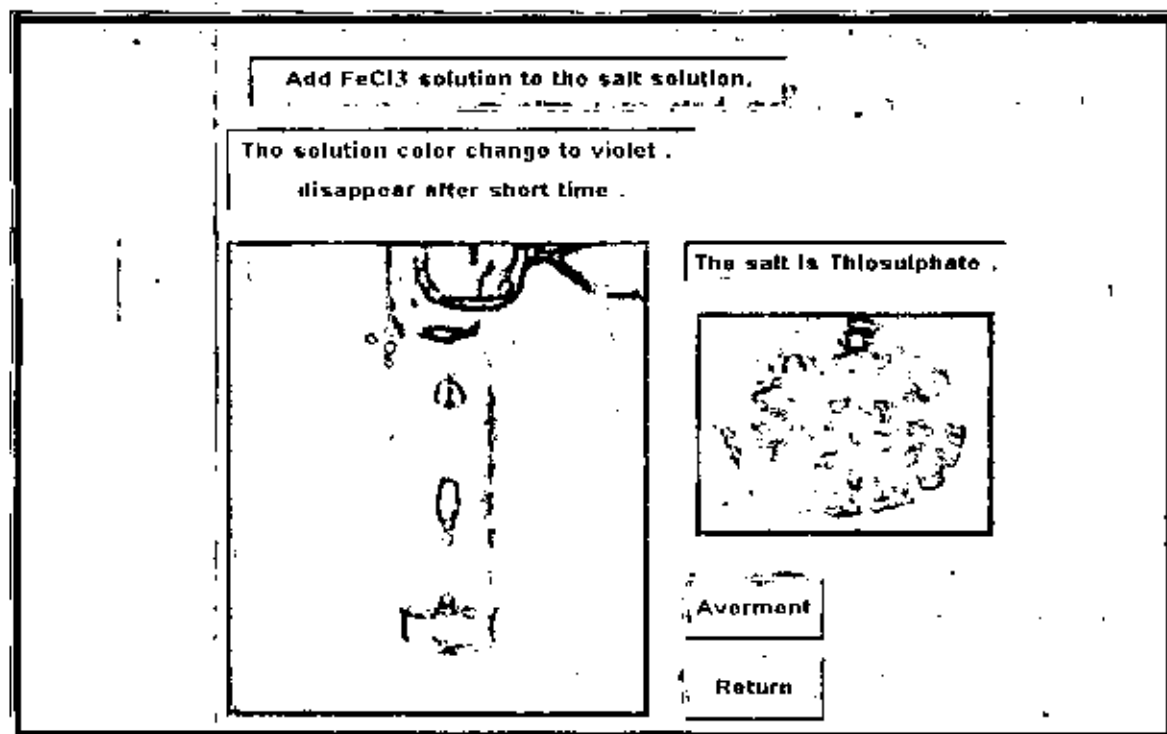 Add FeCl3 solution to the salt solution.
The solution color change to violet .
disappear after short time .
The salt is Thiosulphate .
Averment
Return